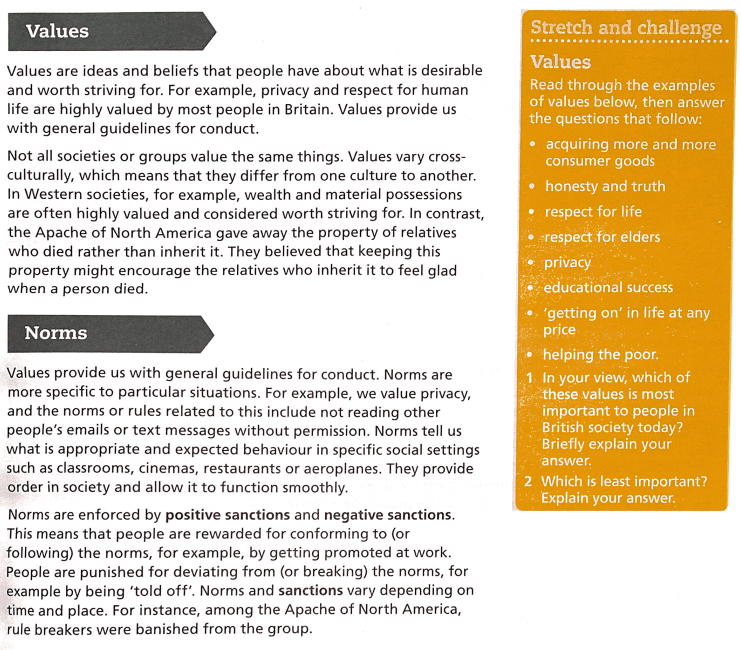 Values
Values are ideas and beliefs that people have about what is desirable
and worth striving for. For example, privacy and respect for human
life are highly valued by most people in Britain. Values provide us
with general guidelines for conduct.
Not all societies or groups value the same things. Values vary cross-
culturally, which means that they differ from one culture to another.
In Western societies, for example, wealth and material possessions
are often highly valued and considered worth striving for. In contrast,
the Apache of North America gave away the property of relatives
who died rather than inherit it. They believed that keeping this
property might encourage the relatives who inherit it to feel glad
when a person died.
Norms
Values provide us with general guidelines for conduct. Norms are
more specific to particular situations. For example, we value privacy,
and the norms or rules related to this include not reading other
people's emails or text messages without permission. Norms tell us
what is appropriate and expected behaviour in specific social settings
such as classrooms, cinemas, restaurants or aeroplanes. They provide
order in society and allow it to function smoothly.
Norms are enforced by positive sanctions and negative sanctions.
This means that people are rewarded for conforming to (or
following) the norms, for example, by getting promoted at work.
People are punished for deviating from (or breaking) the norms, for
example by being 'told off'. Norms and sanctions vary depending on
time and place. For instance, among the Apache of North America,
rule breakers were banished from the group.
Stretch and challenge
Values
Read through the examples
of values below, then answer
the questions that follow:
• acquiring more and more
consumer goods
• honesty and truth
• respect for life
• respect for elders
• privacy
• educational success
• 'getting on' in life at any
price
• helping the poor.
1 In your view, which of
these values is most
important to people in
British society today?
Briefly explain your
answer.
2 Which is least important?
Explain your answer.